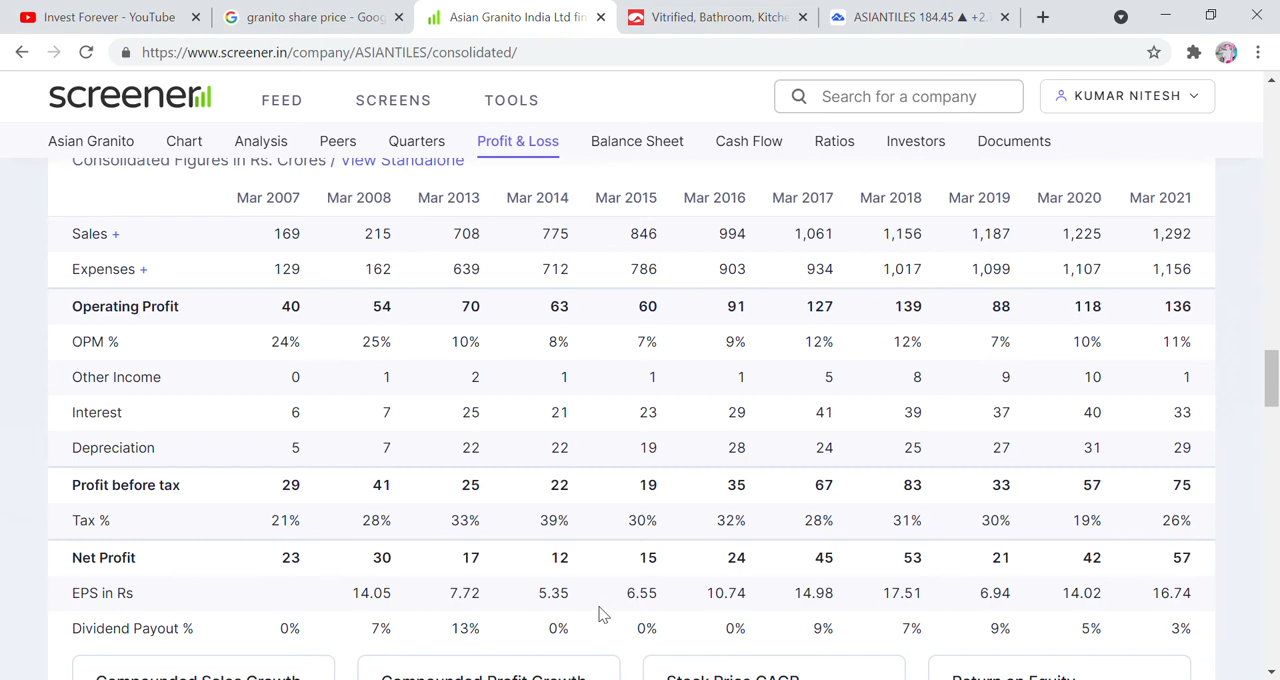 Invest Forever - YouTube
granito share price - Goog
Asian Granito India Ltd fin
Vitrified, Bathroom, Kitche
ASIANTILES 184.45 ▲ +2.
https://www.screener.in/company/ASIANTILES/consolidated/
screener
FEED SCREENS TOOLS
Search for a company
KUMAR NITESH
Asian Granito Chart Analysis Peers Quarters Profit & Loss Balance Sheet Cash Flow Ratios Investors Documents
Consolidated Figures in Rs. Crores / View Standalone
Mar 2007 Mar 2008 Mar 2013 Mar 2014 Mar 2015 Mar 2016 Mar 2017 Mar 2018 Mar 2019 Mar 2020 Mar 2021
Sales + 169 215 708 775 846 994 1,061 1,156 1,187 1,225 1,292
Expenses + 129 162 639 712 786 903 934 1,017 1,099 1,107 1,156
Operating Profit 40 54 70 63 60 91 127 139 88 118 136
OPM % 24% 25% 10% 8% 7% 9% 12% 12% 7% 10% 11%
Other Income 0 1 2 1 1 1 5 8 9 10 1
Interest 6 7 25 21 23 29 41 39 37 40 33
Depreciation 5 7 22 22 19 28 24 25 27 31 29
Profit before tax 29 41 25 22 19 35 67 83 33 57 75
Tax % 21% 28% 33% 39% 30% 32% 28% 31% 30% 19% 26%
Net Profit 23 30 17 12 15 24 45 53 21 42 57
EPS in Rs 14.05 7.72 5.35 6.55 10.74 14.98 17.51 6.94 14.02 16.74
Dividend Payout % 0% 7% 13% 0% 0% 0% 9% 7% 9% 5% 3%
Compounded Sales Growth Compounded Profit Growth Stock Price CAGR Return on Equity